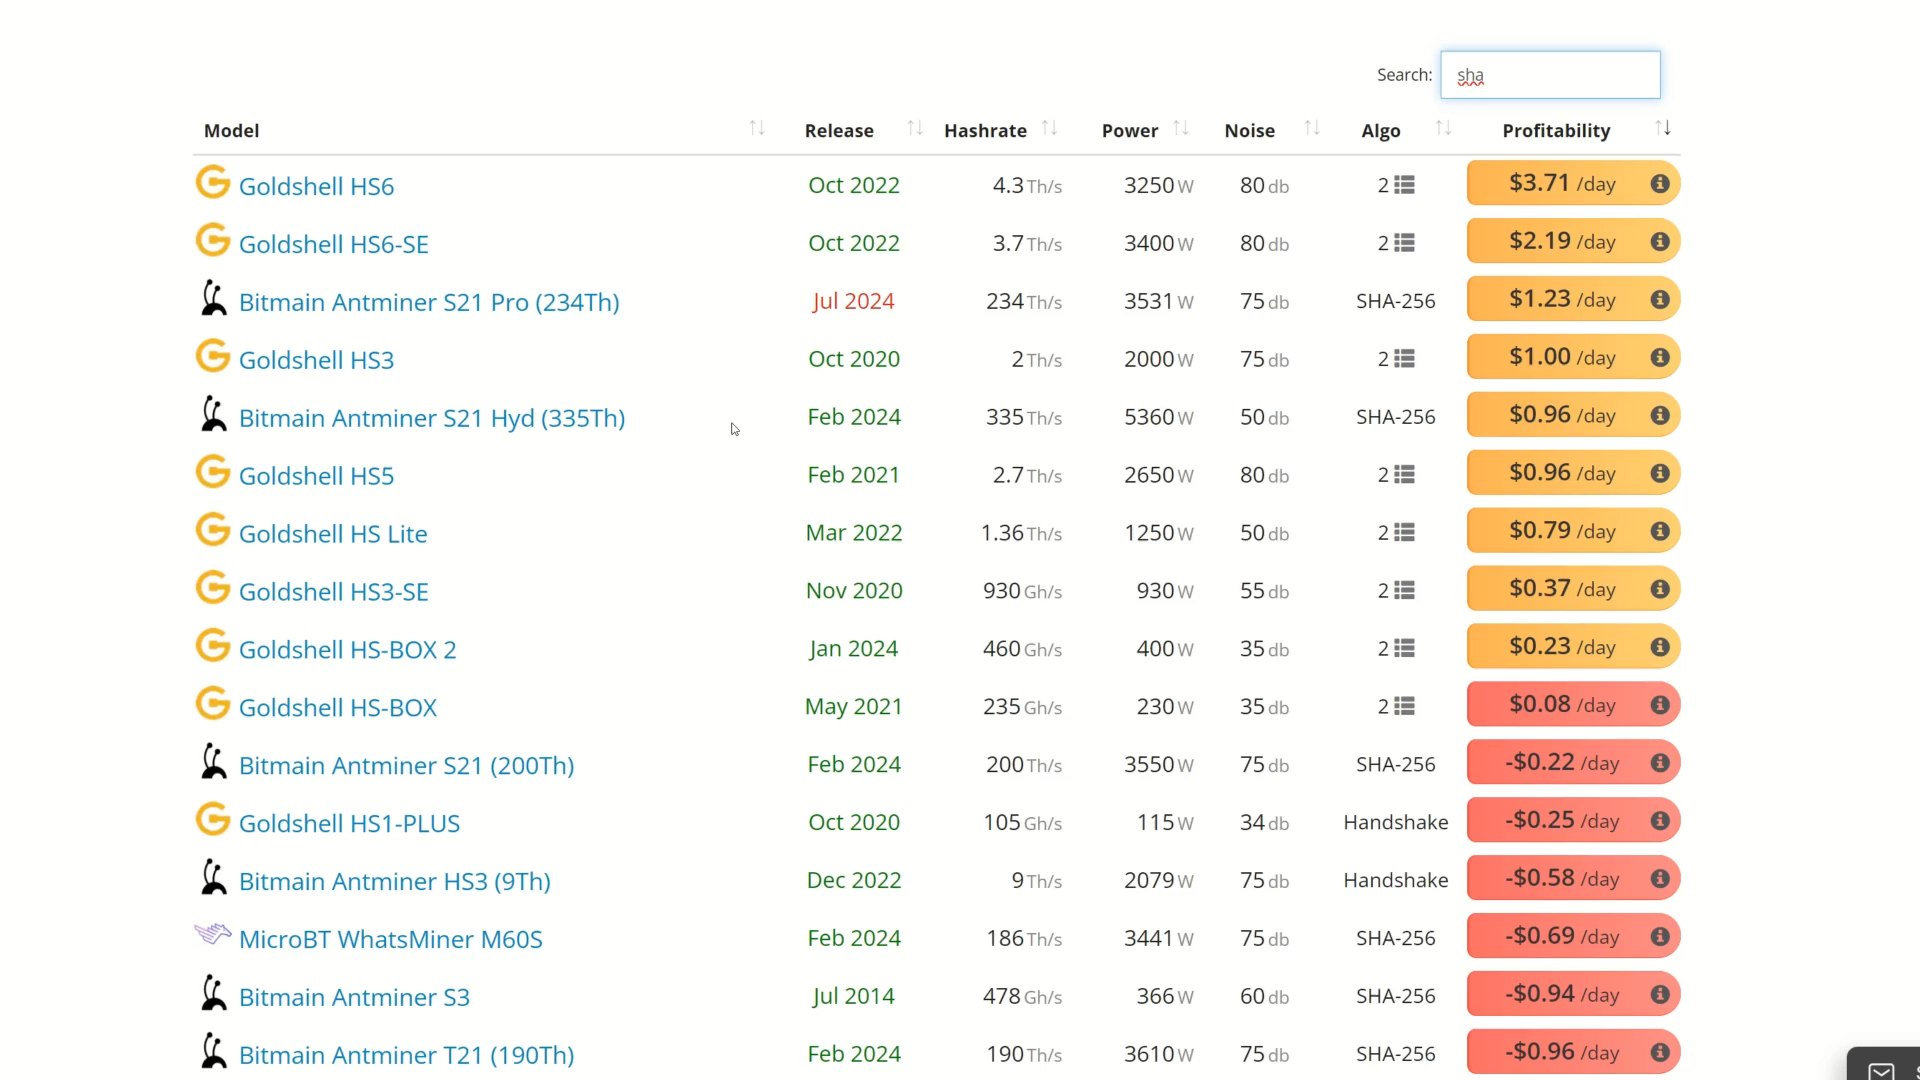 Search: sha
Model Release Hashrate Power Noise Algo Profitability
Goldshell HS6 Oct 2022 4.3 Th/s 3250 W 80 db 2 $3.71 /day
Goldshell HS6-SE Oct 2022 3.7 Th/s 3400 W 80 db 2 $2.19 /day
Bitmain Antminer S21 Pro (234Th) Jul 2024 234 Th/s 3531 W 75 db SHA-256 $1.23 /day
Goldshell HS3 Oct 2020 2 Th/s 2000 W 75 db 2 $1.00 /day
Bitmain Antminer S21 Hyd (335Th) Feb 2024 335 Th/s 5360 W 50 db SHA-256 $0.96 /day
Goldshell HS5 Feb 2021 2.7 Th/s 2650 W 80 db 2 $0.96 /day
Goldshell HS Lite Mar 2022 1.36 Th/s 1250 W 50 db 2 $0.79 /day
Goldshell HS3-SE Nov 2020 930 Gh/s 930 W 55 db 2 $0.37 /day
Goldshell HS-BOX 2 Jan 2024 460 Gh/s 400 W 35 db 2 $0.23 /day
Goldshell HS-BOX May 2021 235 Gh/s 230 W 35 db 2 $0.08 /day
Bitmain Antminer S21 (200Th) Feb 2024 200 Th/s 3550 W 75 db SHA-256 -$0.22 /day
Goldshell HS1-PLUS Oct 2020 105 Gh/s 115 W 34 db Handshake -$0.25 /day
Bitmain Antminer HS3 (9Th) Dec 2022 9 Th/s 2079 W 75 db Handshake -$0.58 /day
MicroBT WhatsMiner M60S Feb 2024 186 Th/s 3441 W 75 db SHA-256 -$0.69 /day
Bitmain Antminer S3 Jul 2014 478 Gh/s 366 W 60 db SHA-256 -$0.94 /day
Bitmain Antminer T21 (190Th) Feb 2024 190 Th/s 3610 W 75 db SHA-256 -$0.96 /day